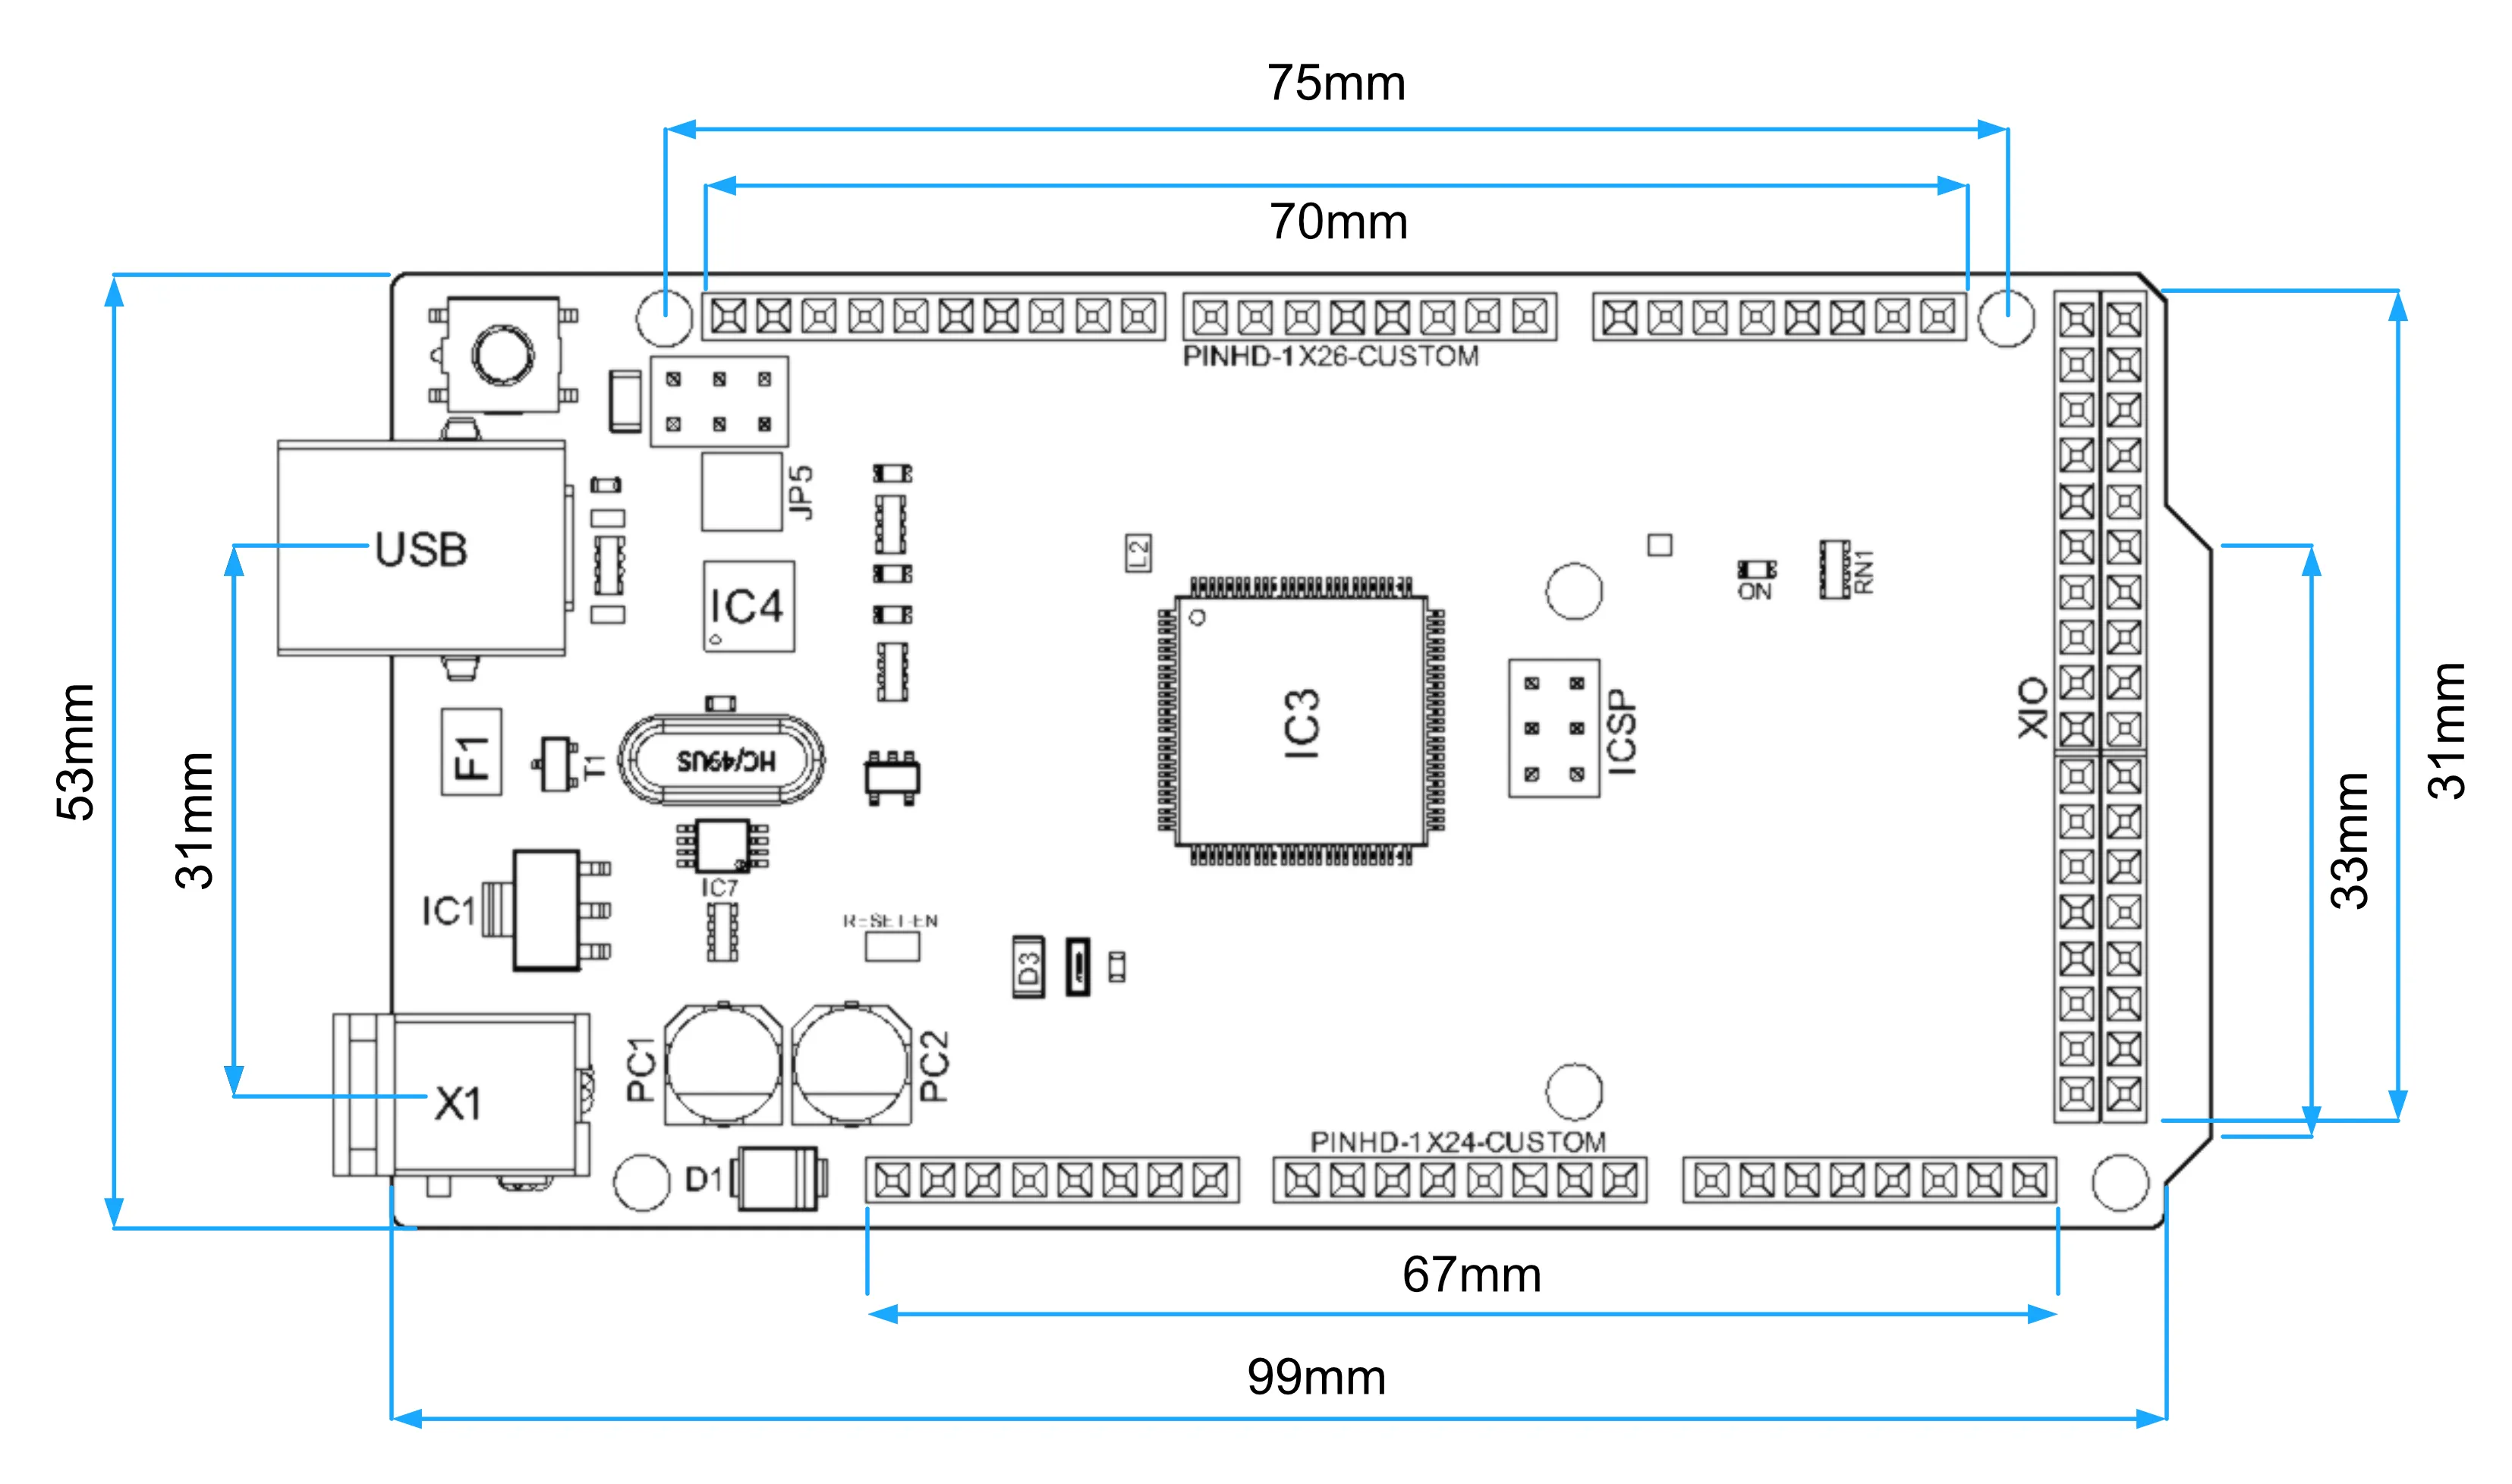 75mm
70mm
PINHD-1X26-CUSTOM
JP5
USB
L2
ON
RN1
IC4
IC3
ICSP
XIO
31mm
53mm
31mm
F1
T1
HC/49US
33mm
IC7
IC1
RESET-EN
D3
PC1
PC2
X1
PINHD-1X24-CUSTOM
D1
67mm
99mm